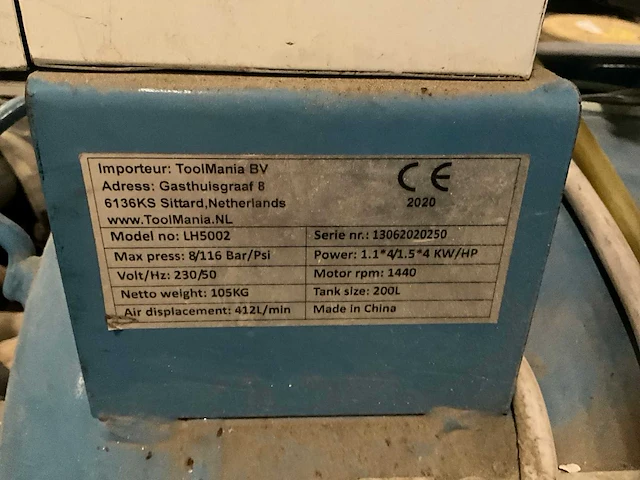 Importeur: ToolMania BV
Adress: Gasthuisgraaf 8
6136KS Sittard,Netherlands
www.ToolMania.NL
CE
2020
Model no: LH5002
Serie nr.: 13062020250
Max press: 8/116 Bar/Psi
Power: 1.1*4/1.5*4 KW/HP
Volt/Hz: 230/50
Motor rpm: 1440
Netto weight: 105KG
Tank size: 200L
Air displacement: 412L/min
Made in China